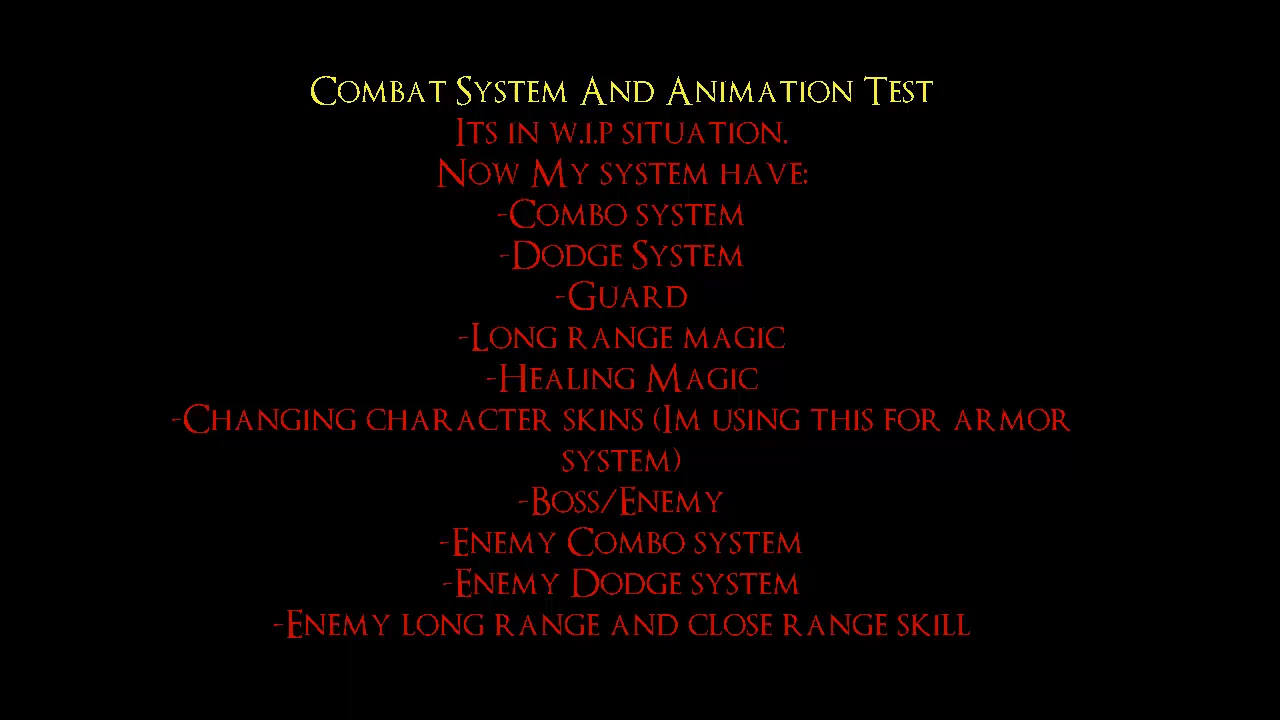 Combat System And Animation Test
Its in w.i.p situation.
Now My system have:
-Combo system
-Dodge System
-Guard
-Long range magic
-Healing Magic
-Changing character skins (Im using this for armor
system)
-Boss/Enemy
-Enemy Combo system
-Enemy Dodge system
-Enemy long range and close range skill